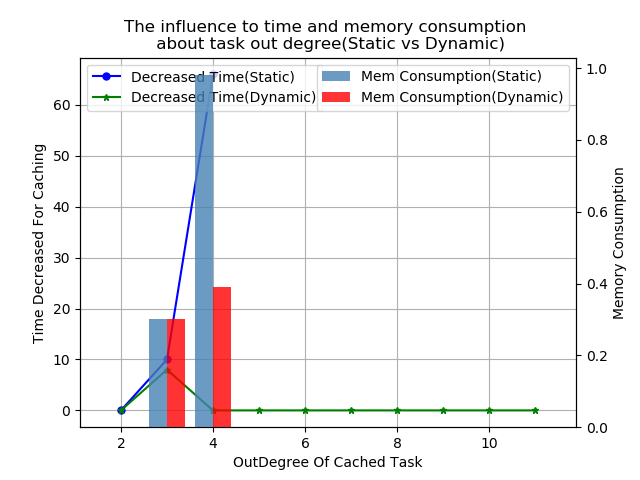 The influence to time and memory consumption
about task out degree(Static vs Dynamic)
Decreased Time(Static)
Decreased Time(Dynamic)
Mem Consumption(Static)
Mem Consumption(Dynamic)
Time Decreased For Caching
60
50
40
30
20
10
0
1.0
0.8
0.6
0.4
0.2
0.0
Memory Consumption
2
4
6
8
10
OutDegree Of Cached Task